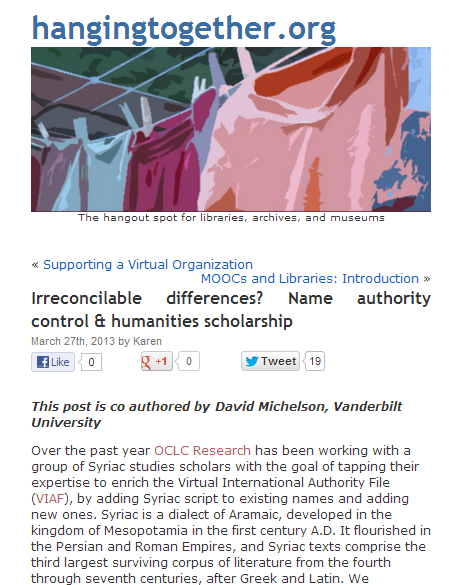 hangingtogether.org
The hangout spot for libraries, archives, and museums
« Supporting a Virtual Organization
MOOCs and Libraries: Introduction »
Irreconcilable differences? Name authority
control & humanities scholarship
March 27th, 2013 by Karen
Like 0 +1 0 Tweet 19
This post is co authored by David Michelson, Vanderbilt
University
Over the past year OCLC Research has been working with a
group of Syriac studies scholars with the goal of tapping their
expertise to enrich the Virtual International Authority File
(VIAF), by adding Syriac script to existing names and adding
new ones. Syriac is a dialect of Aramaic, developed in the
kingdom of Mesopotamia in the first century A.D. It flourished in
the Persian and Roman Empires, and Syriac texts comprise the
third largest surviving corpus of literature from the fourth
through seventh centuries, after Greek and Latin. We